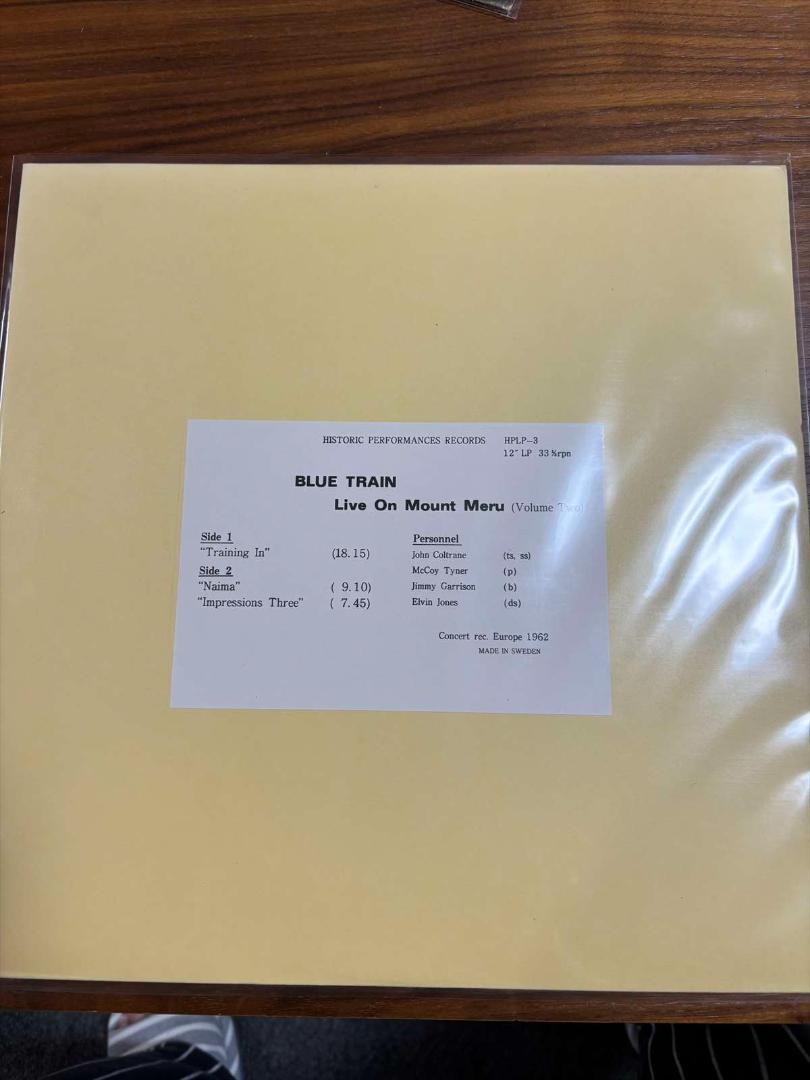 HISTORIC PERFORMANCES RECORDS HPLP-3
12" LP 33⅓rpn
BLUE TRAIN
Live On Mount Meru (Volume Two)
Side 1
"Training In" (18.15)
Side 2
"Naima" ( 9.10)
"Impressions Three" ( 7.45)
Personnel
John Coltrane (ts, ss)
McCoy Tyner (p)
Jimmy Garrison (b)
Elvin Jones (ds)
Concert rec. Europe 1962
MADE IN SWEDEN